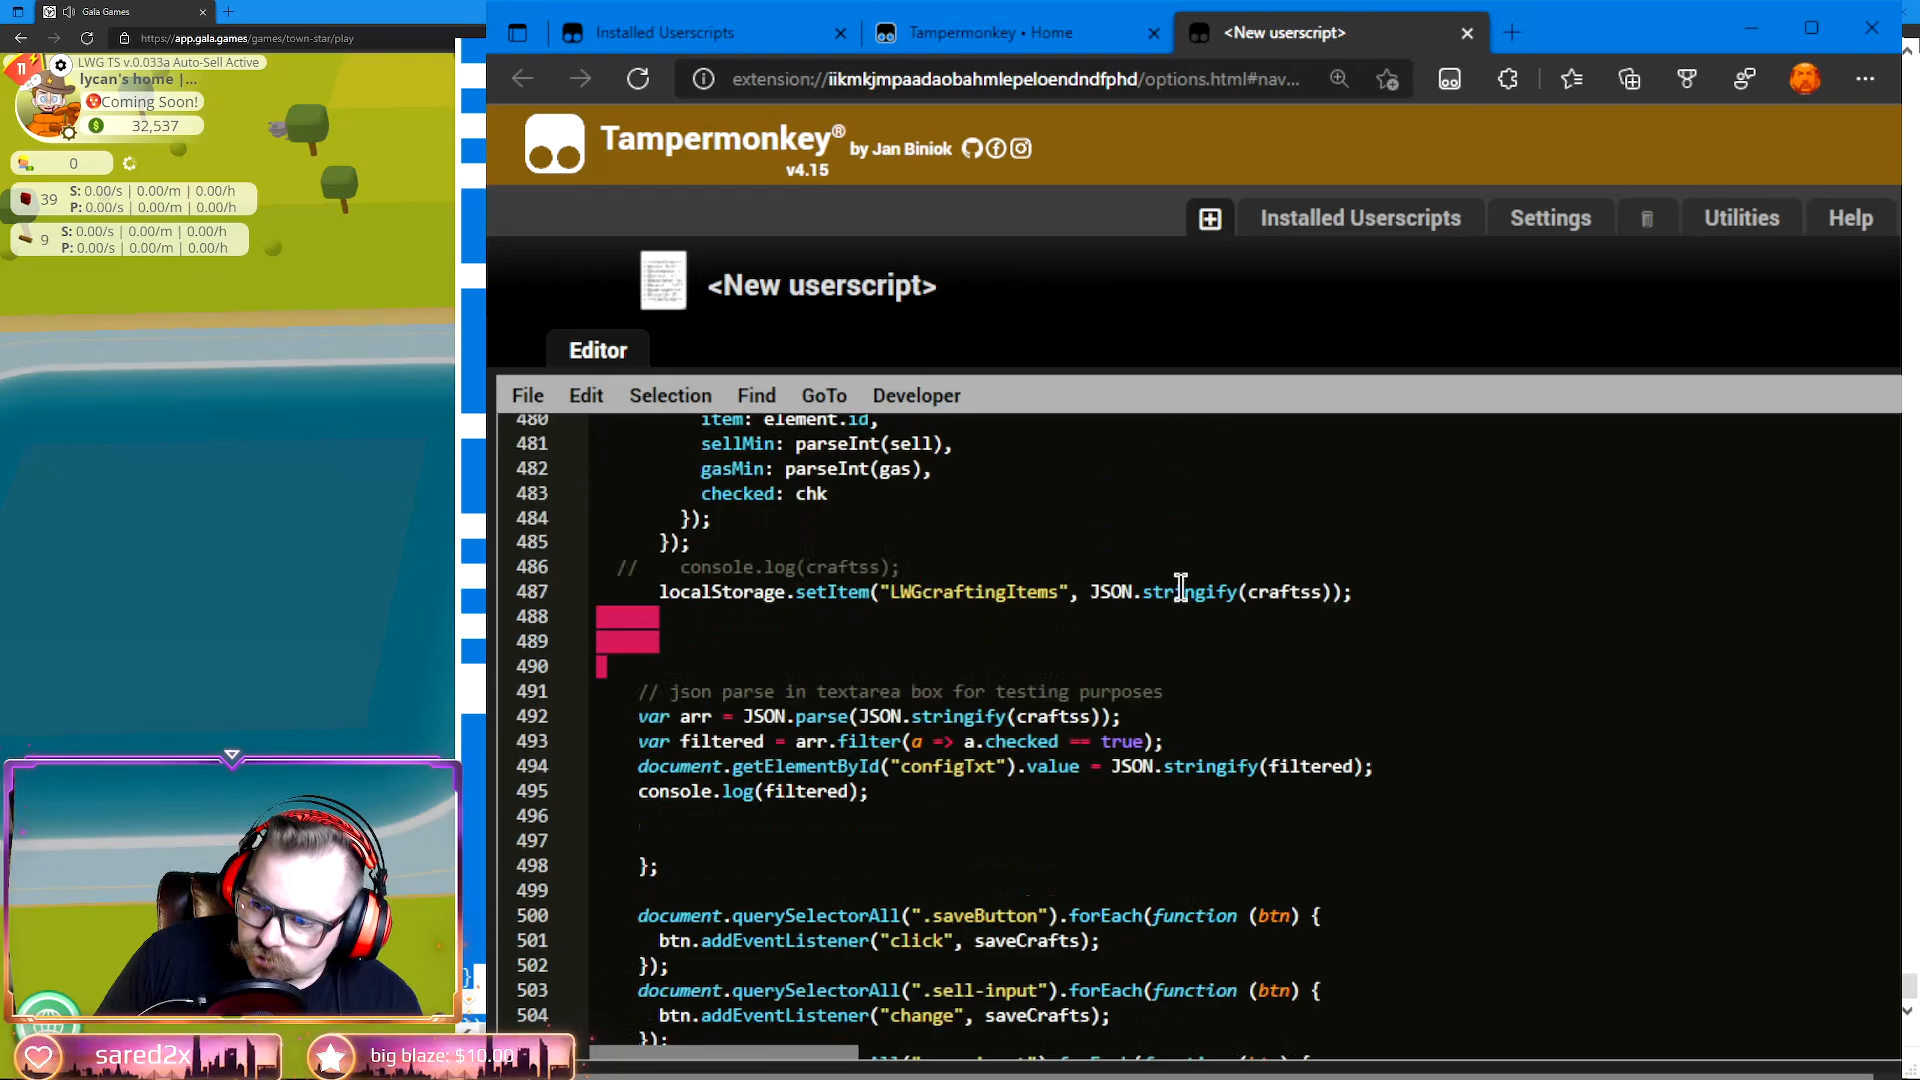 Gala Games
https://app.gala.games/games/town-star/play
11
LWG TS v.0.033a Auto-Sell Active
lycan's home |...
Coming Soon!
$
32,537
0
39
S: 0.00/s | 0.00/m | 0.00/h
P: 0.00/s | 0.00/m | 0.00/h
9
S: 0.00/s | 0.00/m | 0.00/h
P: 0.00/s | 0.00/m | 0.00/h
Installed Userscripts
Tampermonkey • Home
<New userscript>
extension://iikmkjmpaadaobahmlepeloendndfphd/options.html#nav...
Tampermonkey® by Jan Biniok
v4.15
Installed Userscripts
Settings
Utilities
Help
<New userscript>
Editor
File Edit Selection Find GoTo Developer
480 item: element.id,
481 sellMin: parseInt(sell),
482 gasMin: parseInt(gas),
483 checked: chk
484 });
485 });
486 // console.log(craftss);
487 localStorage.setItem("LWGcraftingItems", JSON.stringify(craftss));
488
489
490
491 // json parse in textarea box for testing purposes
492 var arr = JSON.parse(JSON.stringify(craftss));
493 var filtered = arr.filter(a => a.checked == true);
494 document.getElementById("configTxt").value = JSON.stringify(filtered);
495 console.log(filtered);
496
497
498 };
499
500 document.querySelectorAll(".saveButton").forEach(function (btn) {
501 btn.addEventListener("click", saveCrafts);
502 });
503 document.querySelectorAll(".sell-input").forEach(function (btn) {
504 btn.addEventListener("change", saveCrafts);
});
sared2x
big blaze: $10.00